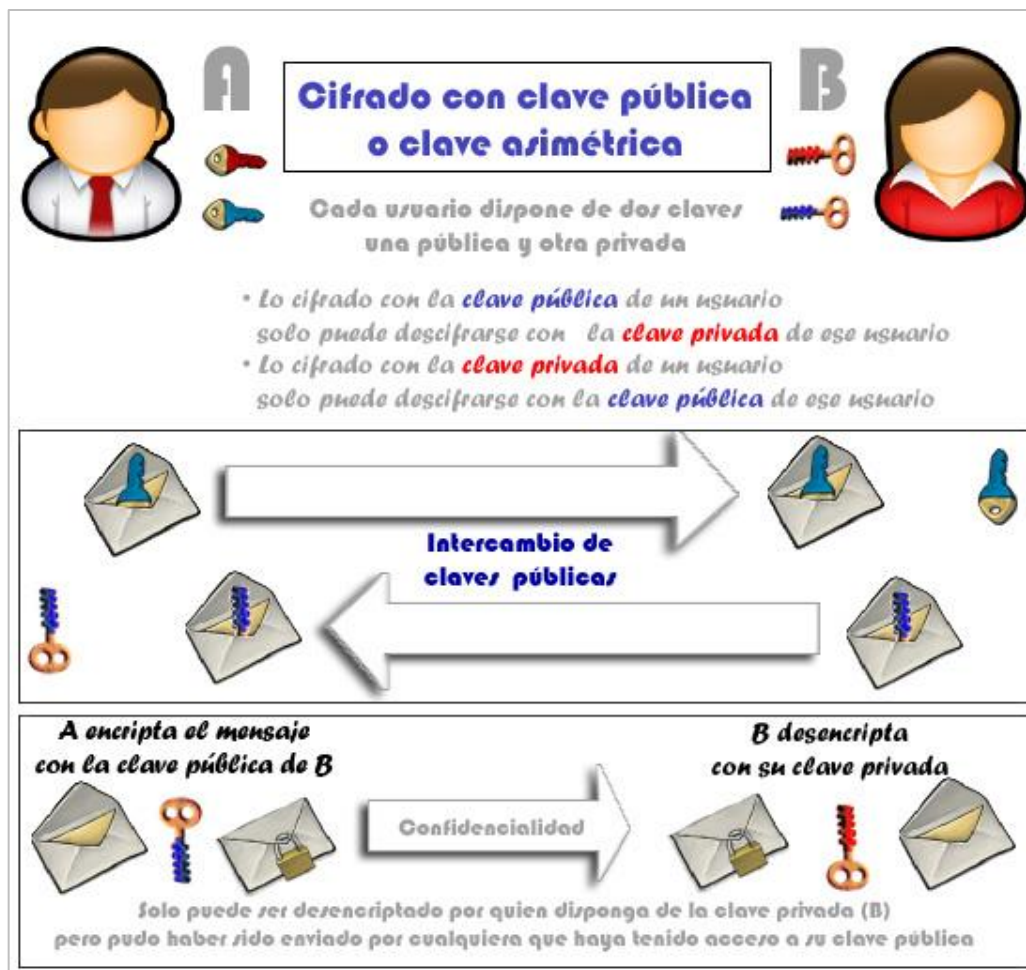 A
B
Cifrado con clave pública
o clave asimétrica
Cada usuario dispone de dos claves
una pública y otra privada
• Lo cifrado con la clave pública de un usuario
solo puede descifrarse con la clave privada de ese usuario
• Lo cifrado con la clave privada de un usuario
solo puede descifrarse con la clave pública de ese usuario
Intercambio de
claves públicas
A encripta el mensaje
con la clave pública de B
B desencripta
con su clave privada
Confidencialidad
Solo puede ser desencriptado por quien disponga de la clave privada (B)
pero pudo haber sido enviado por cualquiera que haya tenido acceso a su clave pública